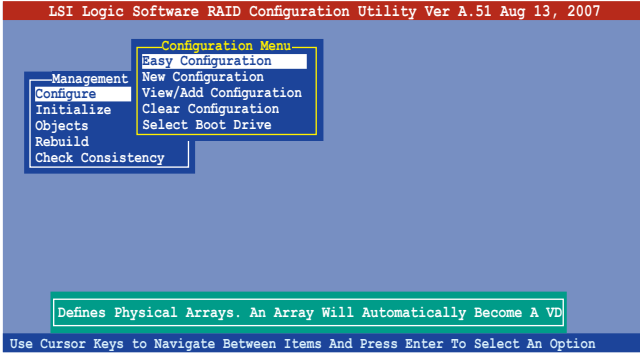 LSI Logic Software RAID Configuration Utility Ver A.51 Aug 13, 2007
Configuration Menu
Easy Configuration
New Configuration
View/Add Configuration
Clear Configuration
Select Boot Drive
Management
Configure
Initialize
Objects
Rebuild
Check Consistency
Defines Physical Arrays. An Array Will Automatically Become A VD
Use Cursor Keys to Navigate Between Items And Press Enter To Select An Option